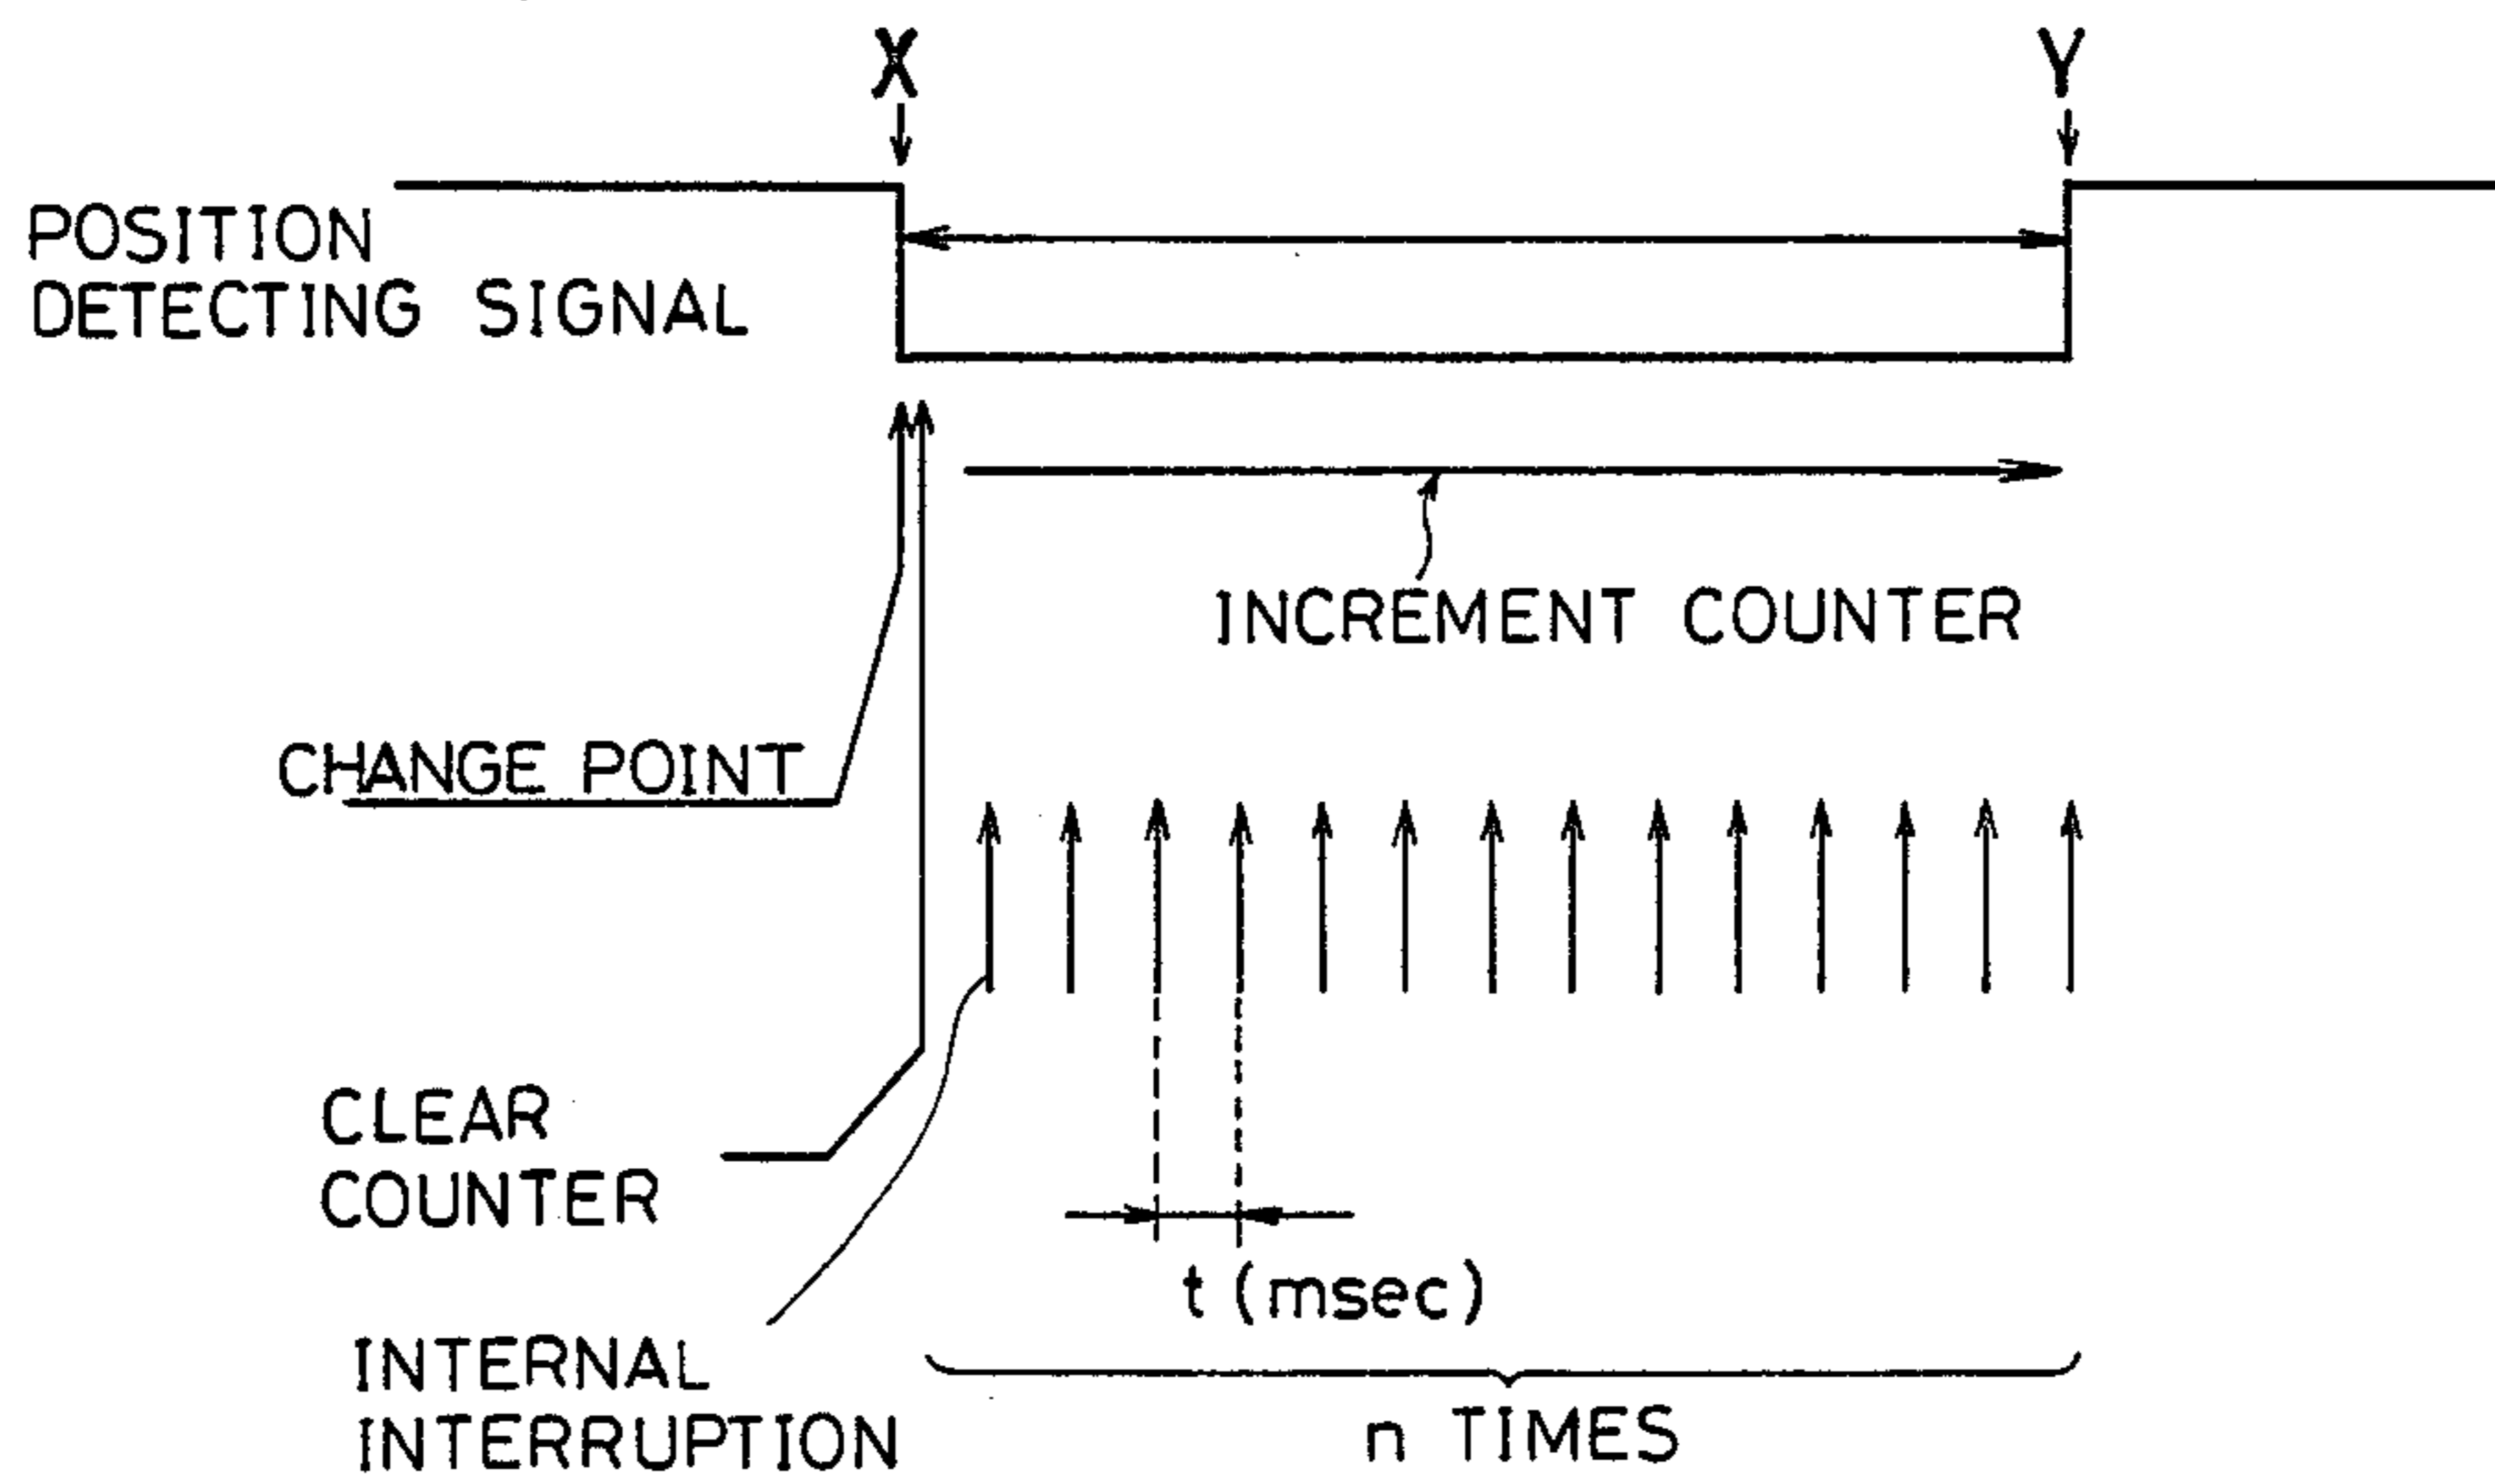 X
Y
POSITION
DETECTING SIGNAL
INCREMENT COUNTER
CHANGE POINT
CLEAR
COUNTER
t (msec)
INTERNAL
INTERRUPTION
n TIMES